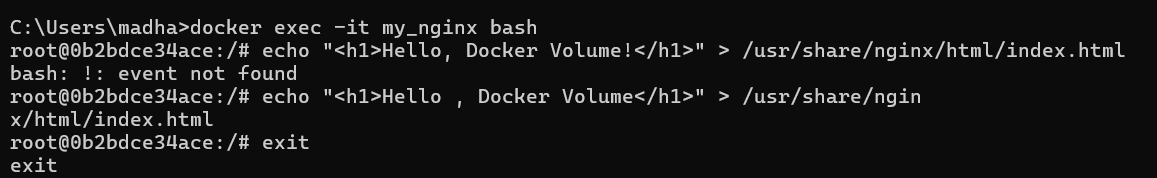 C:\Users\madha>docker exec -it my_nginx bash
root@0b2bdce34ace:/# echo "<h1>Hello, Docker Volume!</h1>" > /usr/share/nginx/html/index.html
bash: !: event not found
root@0b2bdce34ace:/# echo "<h1>Hello , Docker Volume</h1>" > /usr/share/ngin
x/html/index.html
root@0b2bdce34ace:/# exit
exit